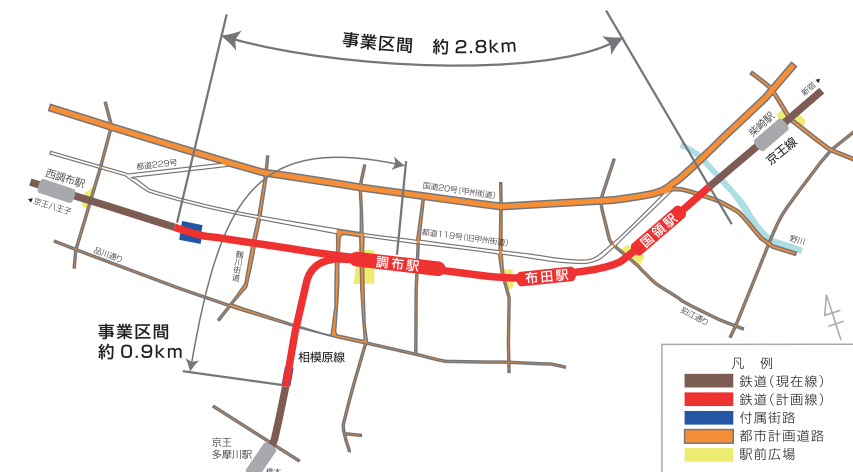 事業区間 約2.8km
新宿
柴崎駅
京王線
都道229号
西調布駅
京王八王子
国道20号(甲州街道)
都道119号(旧甲州街道)
品川通り
鶴川街道
調布駅
布田駅
国領駅
野川
狛江通り
事業区間
約0.9km
相模原線
京王
多摩川駅
橋本
凡 例
鉄道(現在線)
鉄道(計画線)
付属街路
都市計画道路
駅前広場